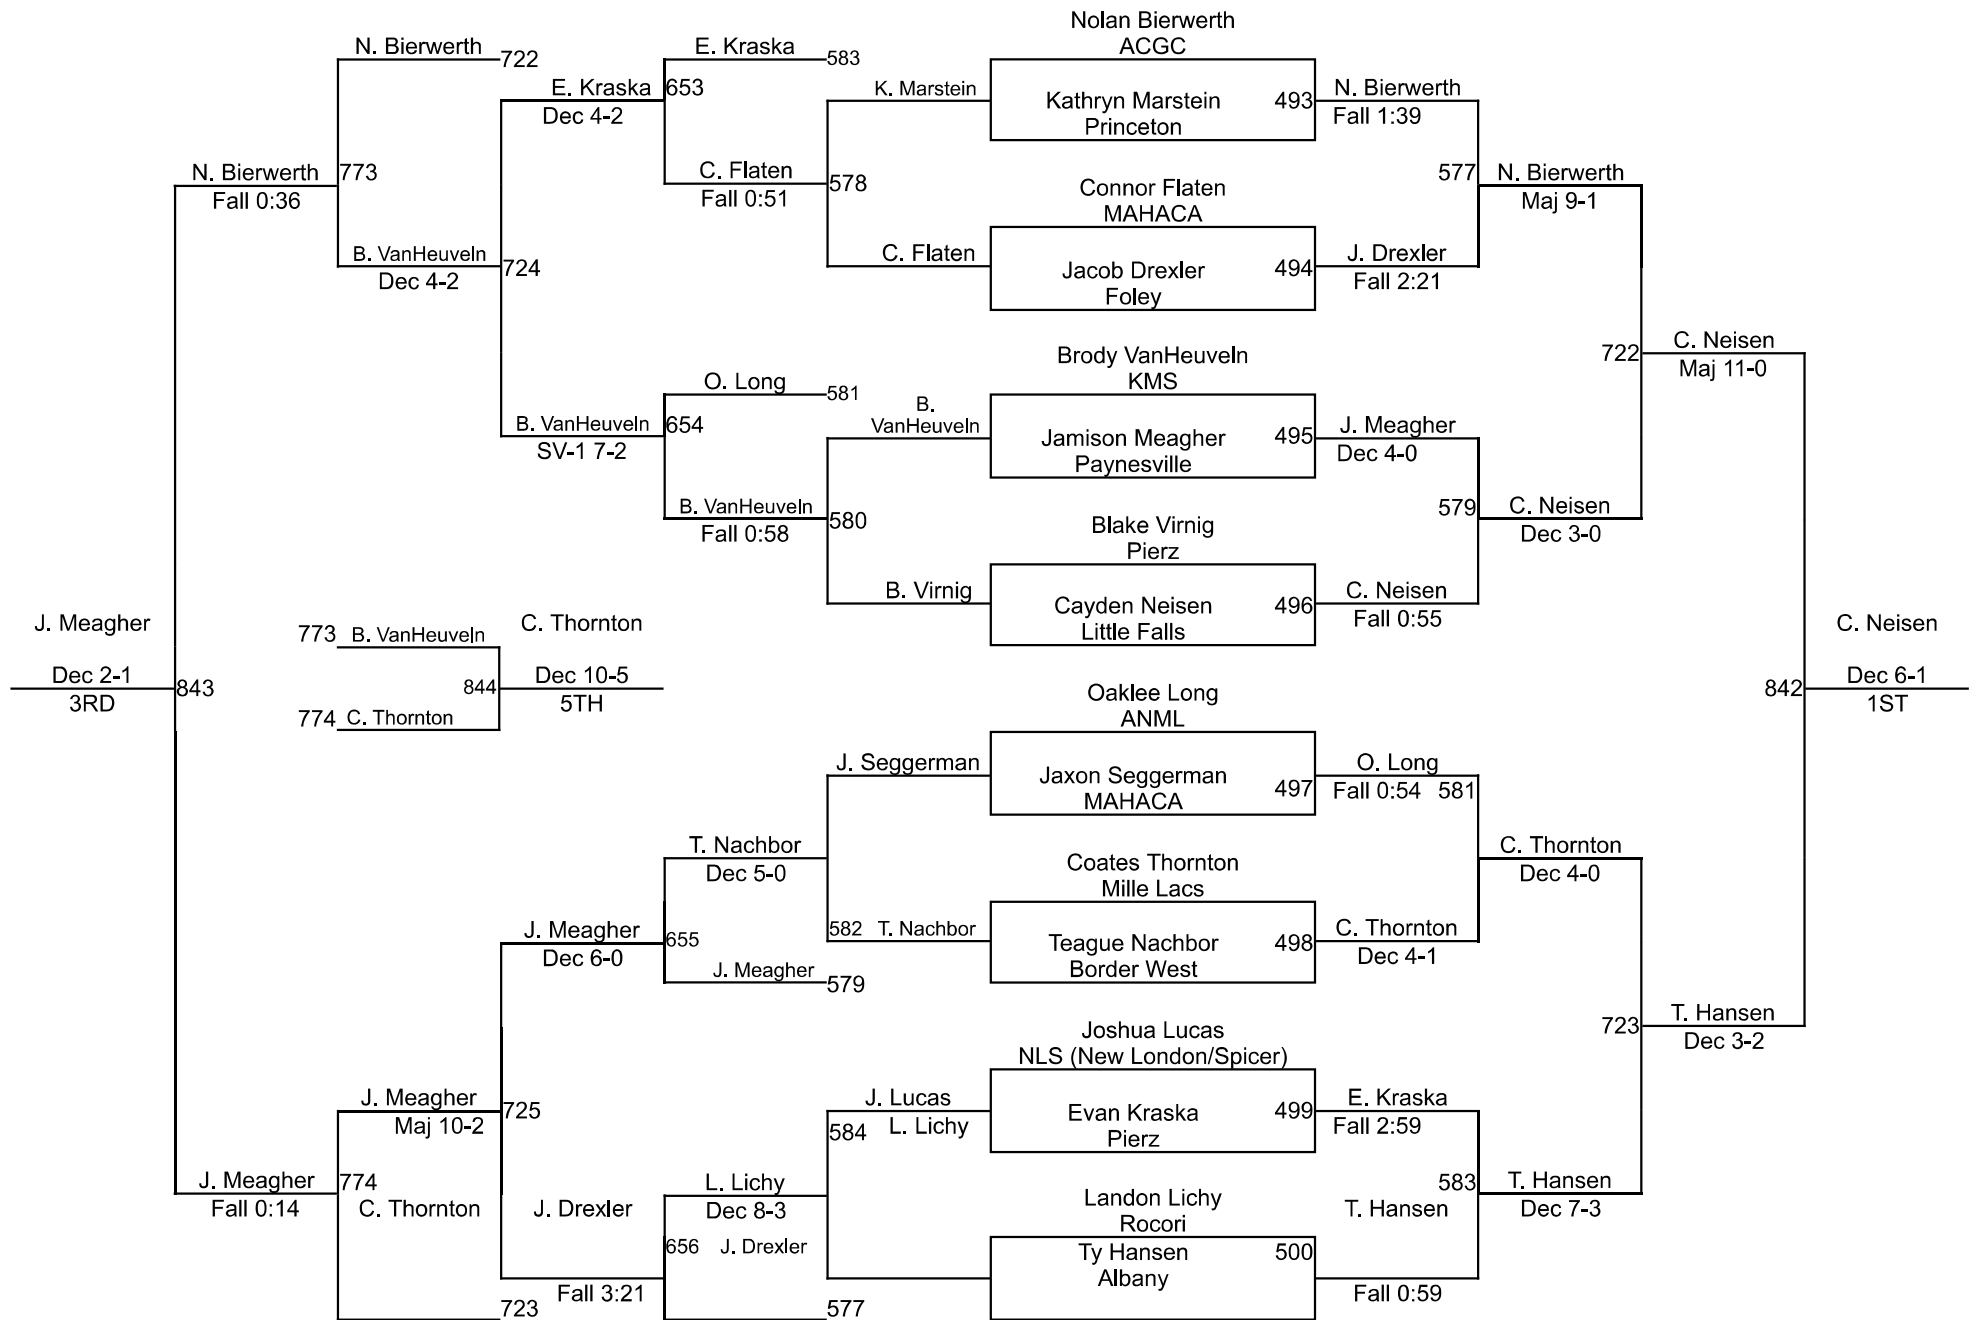 Nolan Bierwerth
ACGC
N. Bierwerth
722
E. Kraska
583
E. Kraska
653
Dec 4-2
K. Marstein
Kathryn Marstein
Princeton
493
N. Bierwerth
Fall 1:39
N. Bierwerth
773
Fall 0:36
C. Flaten
578
Fall 0:51
577
N. Bierwerth
Maj 9-1
Connor Flaten
MAHACA
B. VanHeuveln
724
Dec 4-2
C. Flaten
Jacob Drexler
Foley
494
J. Drexler
Fall 2:21
Brody VanHeuveln
KMS
722
C. Neisen
Maj 11-0
O. Long
581
B.
VanHeuveln
B. VanHeuveln
654
SV-1 7-2
Jamison Meagher
Paynesville
495
J. Meagher
Dec 4-0
B. VanHeuveln
580
Fall 0:58
579
C. Neisen
Dec 3-0
Blake Virnig
Pierz
B. Virnig
Cayden Neisen
Little Falls
496
C. Neisen
Fall 0:55
J. Meagher
773
B. VanHeuveln
C. Thornton
C. Neisen
Dec 2-1
843
3RD
844
Dec 10-5
5TH
842
Dec 6-1
1ST
774
C. Thornton
Oaklee Long
ANML
J. Seggerman
Jaxon Seggerman
MAHACA
497
O. Long
Fall 0:54
581
T. Nachbor
Dec 5-0
Coates Thornton
Mille Lacs
C. Thornton
Dec 4-0
J. Meagher
655
Dec 6-0
582
T. Nachbor
Teague Nachbor
Border West
498
C. Thornton
Dec 4-1
J. Meagher
579
Joshua Lucas
NLS (New London/Spicer)
723
T. Hansen
Dec 3-2
J. Meagher
725
Maj 10-2
J. Lucas
584
L. Lichy
Evan Kraska
Pierz
499
E. Kraska
Fall 2:59
J. Meagher
774
Fall 0:14
C. Thornton
J. Drexler
L. Lichy
Dec 8-3
Landon Lichy
Rocori
T. Hansen
583
T. Hansen
Dec 7-3
656
J. Drexler
Ty Hansen
Albany
500
Fall 3:21
Fall 0:59
723
577